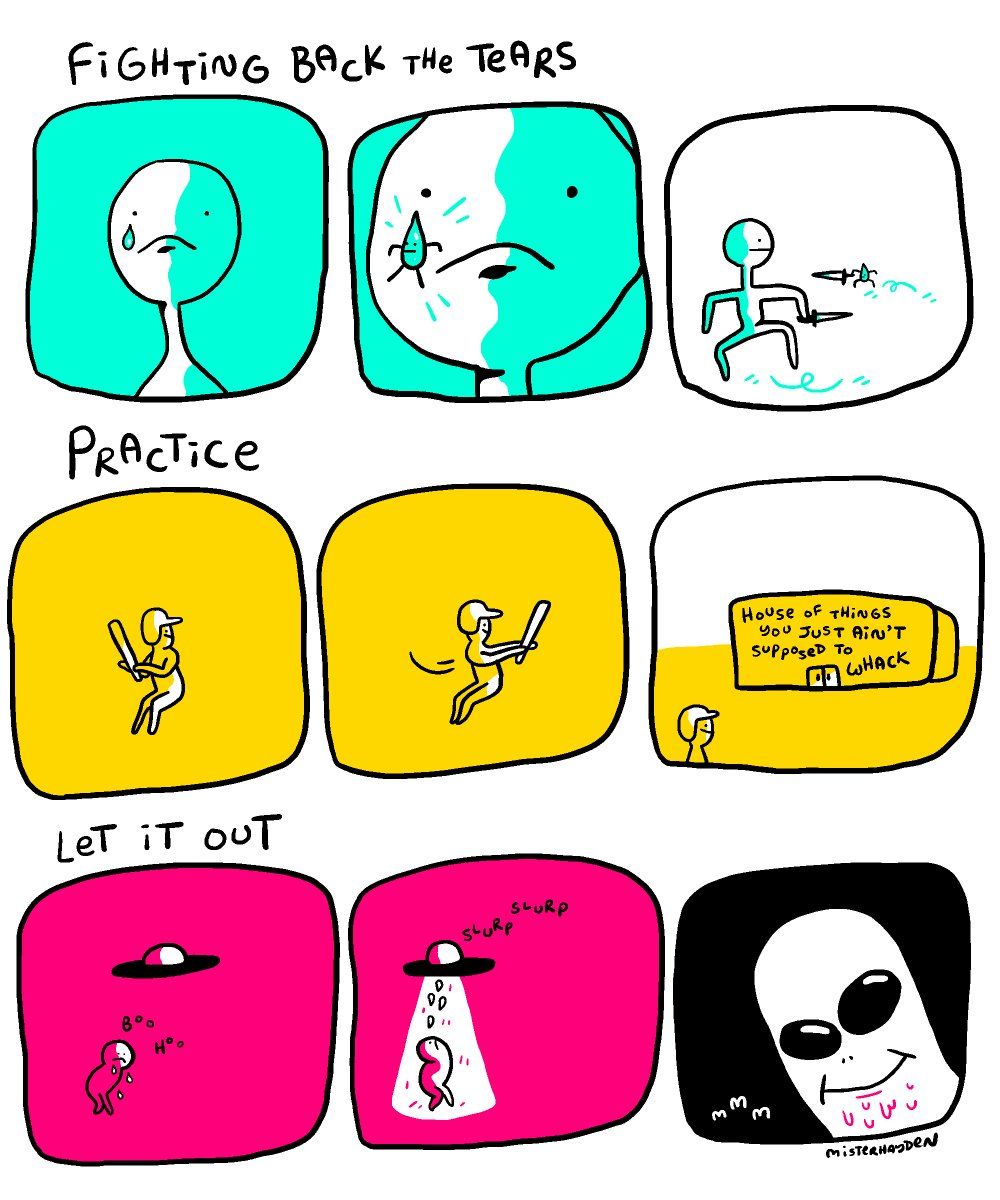 FiGHTiNG BACK THe TeARS
PRACTice
HOUSe OF THiNGS
YOU JUST AiN'T
SUPPOSeD TO
WHACK
LeT iT OUT
BOO
HOO
SLURP
SLURP
mmm
misteRHAYDeN